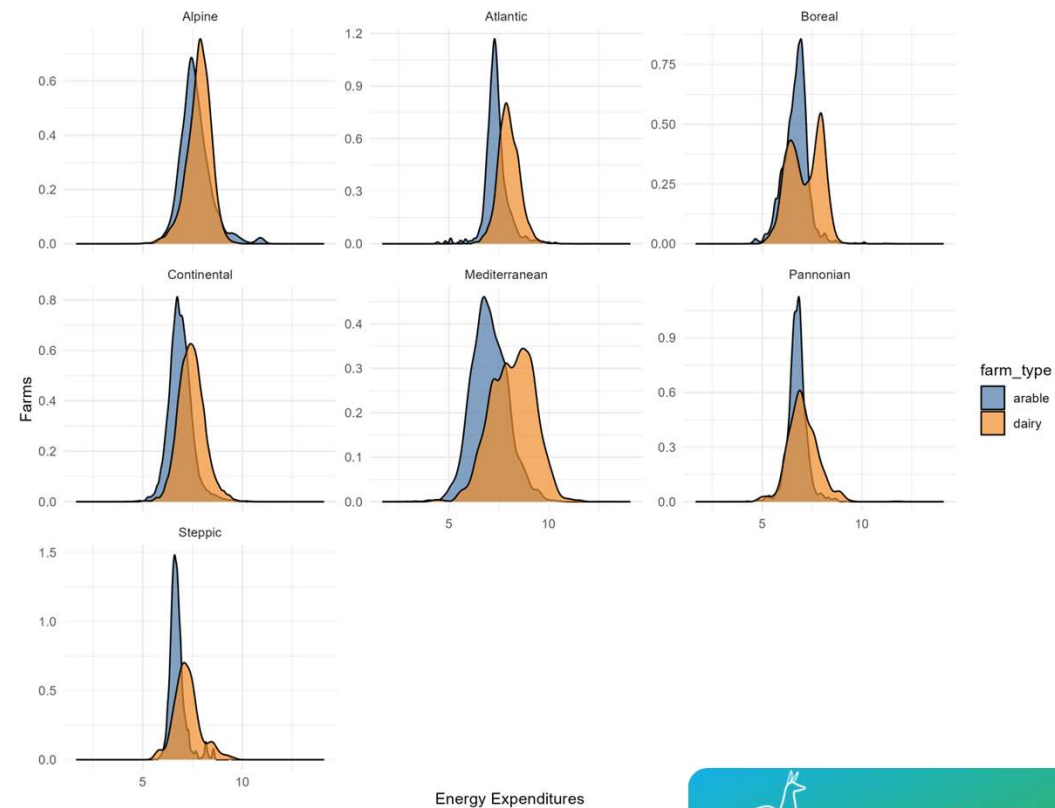 Alpine
Atlantic
Boreal
0.6
0.4
0.2
0.0
1.2
0.9
0.6
0.3
0.0
0.75
0.50
0.25
0.00
Continental
Mediterranean
Pannonian
0.8
0.6
0.4
0.2
0.0
0.4
0.3
0.2
0.1
0.0
0.9
0.6
0.3
0.0
5 10
5 10
Steppic
1.5
1.0
0.5
0.0
5 10
Farms
Energy Expenditures
farm_type
arable
dairy